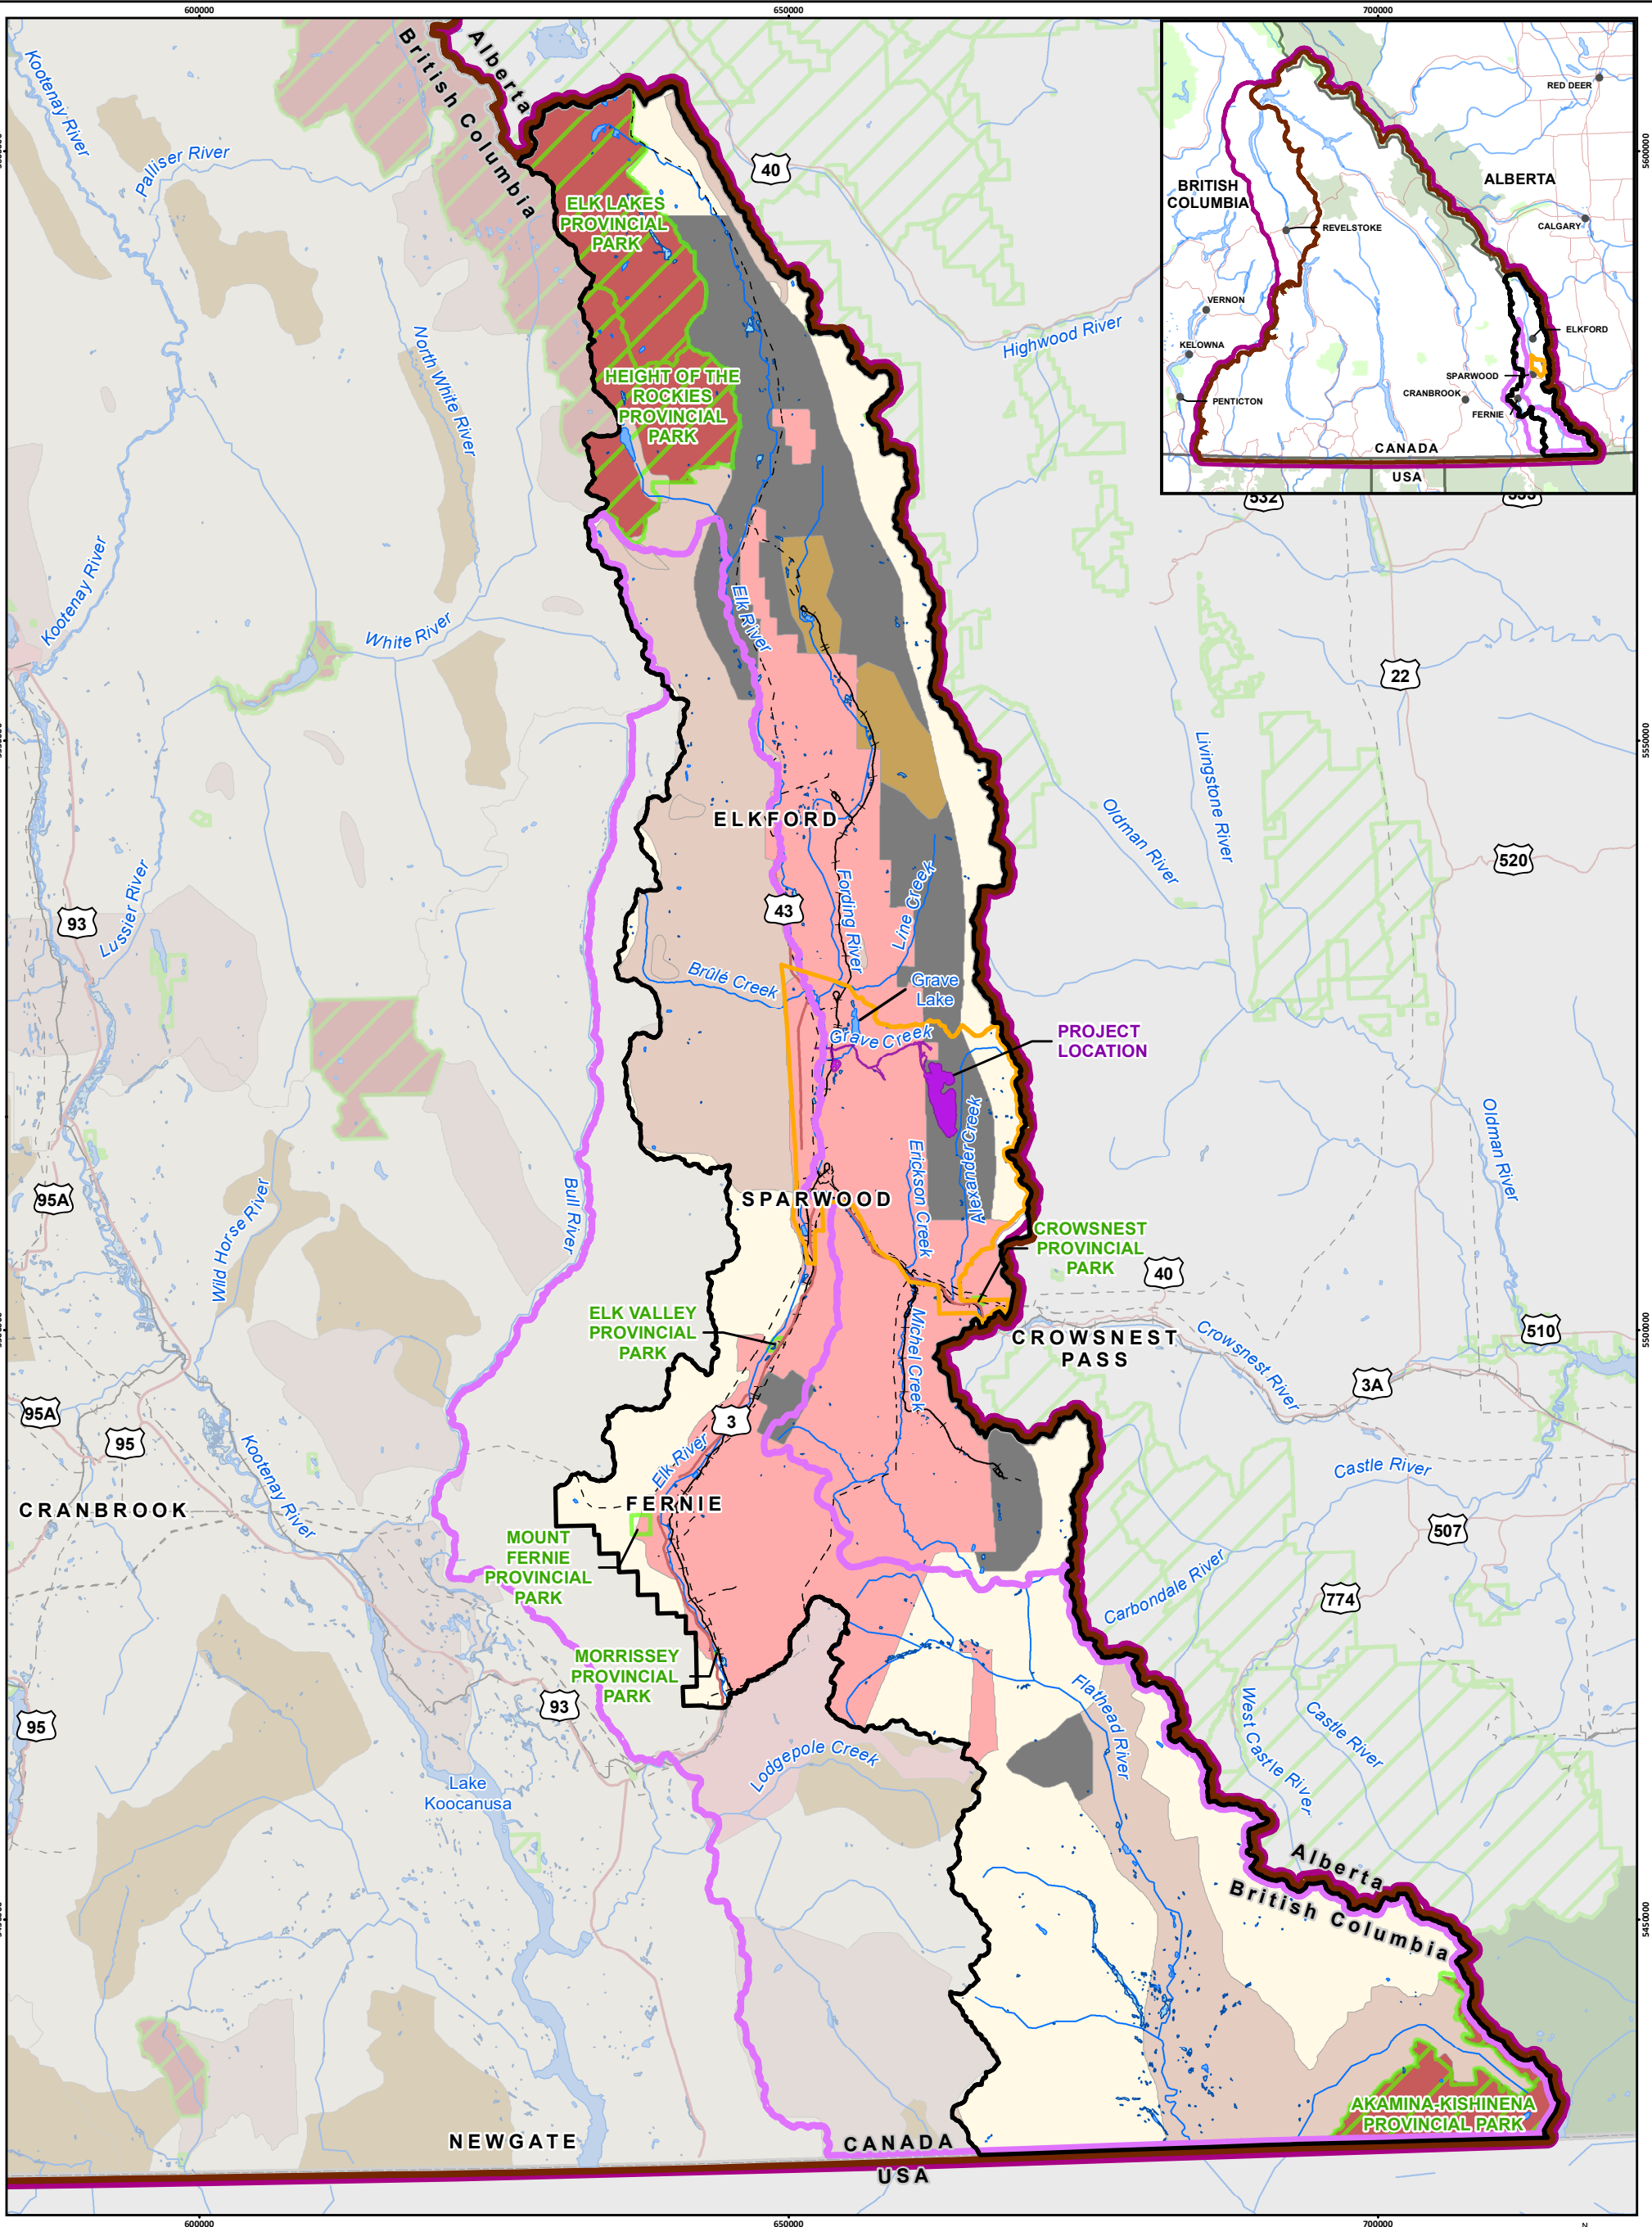 600000
650000
700000
Kootenay River
Palliser River
Alberta
British Columbia
40
ELK LAKES
PROVINCIAL
PARK
HEIGHT OF THE
ROCKIES
PROVINCIAL
PARK
Highwood River
North White River
BRITISH
COLUMBIA
ALBERTA
RED DEER
CALGARY
REVELSTOKE
VERNON
KELOWNA
PENTICTON
ELKFORD
SPARWOOD
CRANBROOK
FERNIE
CANADA
USA
532
533
5600000
Kootenay River
White River
Elk River
22
Livingstone River
Oldman River
520
ELKFORD
43
Fording River
Line Creek
93
Lussier River
Brûlé Creek
Grave
Lake
Grave Creek
PROJECT
LOCATION
Alexander Creek
Erickson Creek
Oldman River
95A
Wild Horse River
Bull River
SPARWOOD
CROWSNEST
PROVINCIAL
PARK
40
ELK VALLEY
PROVINCIAL
PARK
Michel Creek
CROWSNEST
PASS
Crowsnest River
510
3A
95A
95
3
Kootenay River
Elk River
Castle River
CRANBROOK
FERNIE
507
MOUNT
FERNIE
PROVINCIAL
PARK
Carbondale River
774
MORRISSEY
PROVINCIAL
PARK
93
95
Flathead River
West Castle River
Castle River
Lodgepole Creek
Lake
Koocanusa
Alberta
British Columbia
5550000
5500000
5450000
AKAMINA-KISHINENA
PROVINCIAL PARK
NEWGATE
CANADA
USA
600000
650000
700000
N